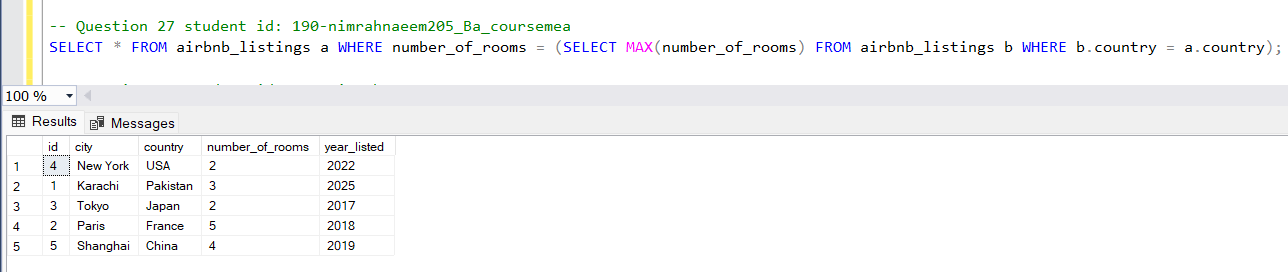 -- Question 27 student id: 190-nimrahnaeem205_Ba_coursemea
SELECT * FROM airbnb_listings a WHERE number_of_rooms = (SELECT MAX(number_of_rooms) FROM airbnb_listings b WHERE b.country = a.country);
100 %
Results Messages
id city country number_of_rooms year_listed
1 4 New York USA 2 2022
2 1 Karachi Pakistan 3 2025
3 3 Tokyo Japan 2 2017
4 2 Paris France 5 2018
5 5 Shanghai China 4 2019